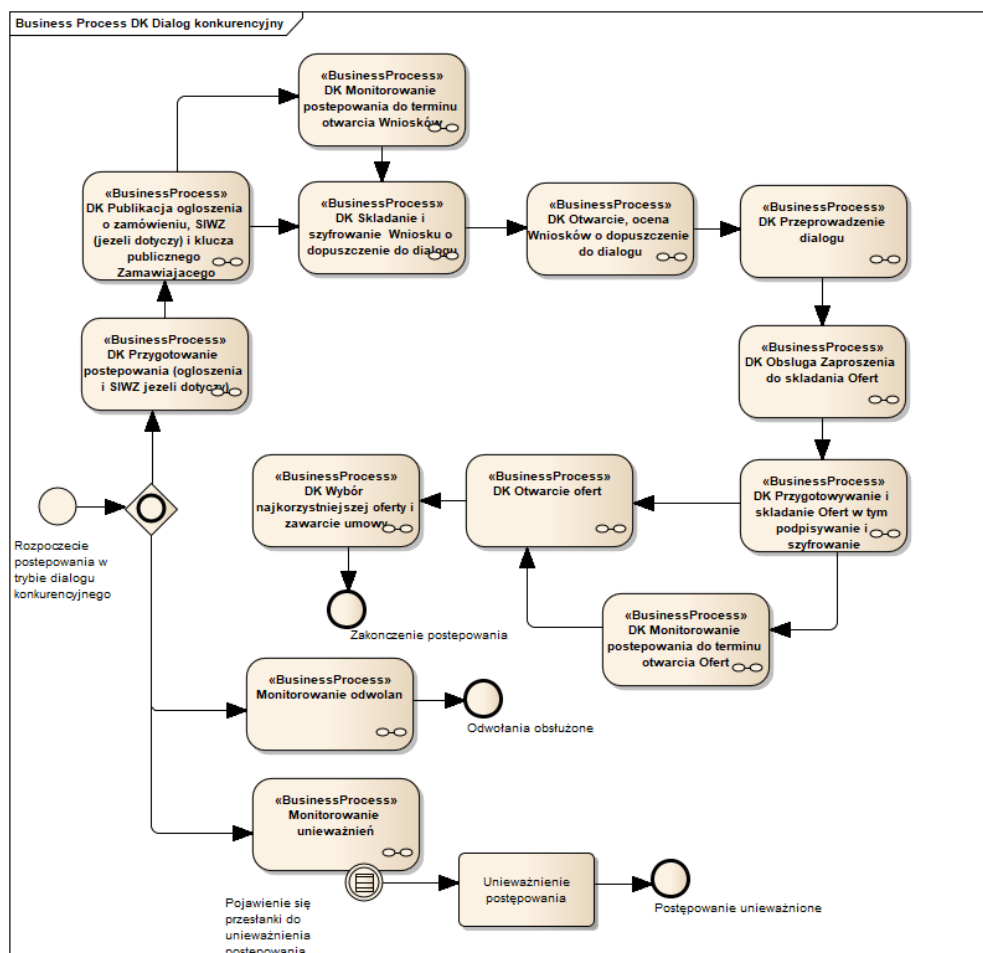 Business Process DK Dialog konkurencyjny
«BusinessProcess»
DK Monitorowanie
postepowania do terminu
otwarcia Wniosków
«BusinessProcess»
DK Publikacja ogloszenia
o zamówieniu, SIWZ
(jezeli dotyczy) i klucza
publicznego
Zamawiajacego
«BusinessProcess»
DK Skladanie i
szyfrowanie Wniosku o
dopuszczenie do dialogu
«BusinessProcess»
DK Otwarcie, ocena
Wniosków o dopuszczenie
do dialogu
«BusinessProcess»
DK Przeprowadzenie
dialogu
«BusinessProcess»
DK Przygotowanie
postepowania (ogloszenia
i SIWZ jezeli dotyczy)
«BusinessProcess»
DK Obsluga Zaproszenia
do skladania Ofert
«BusinessProcess»
DK Wybór
najkorzystniejszej oferty i
zawarcie umowy
«BusinessProcess»
DK Otwarcie ofert
«BusinessProcess»
DK Przygotowywanie i
skladanie Ofert w tym
podpisywanie i
szyfrowanie
Rozpoczecie
postepowania w
trybie dialogu
konkurencyjnego
Zakonczenie postepowania
«BusinessProcess»
DK Monitorowanie
postepowania do terminu
otwarcia Ofert
«BusinessProcess»
Monitorowanie odwolan
Odwołania obsłużone
«BusinessProcess»
Monitorowanie
unieważnień
Pojawienie się
przesłanki do
unieważnienia
postępowania
Unieważnienie
postępowania
Postępowanie unieważnione